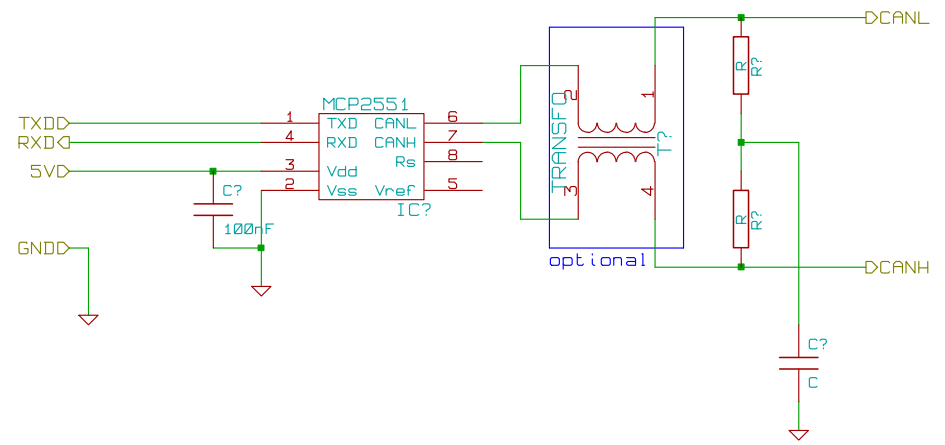 CANL
R
R?
MCP2551
TXD
RXD
5V
GND
1
4
3
2
TXD CANL
RXD CANH
Rs
Vdd
Vss Vref
6
7
8
5
IC?
C?
100nF
TRANSFO
2
1
3
4
T?
optional
R
R?
CANH
C?
C